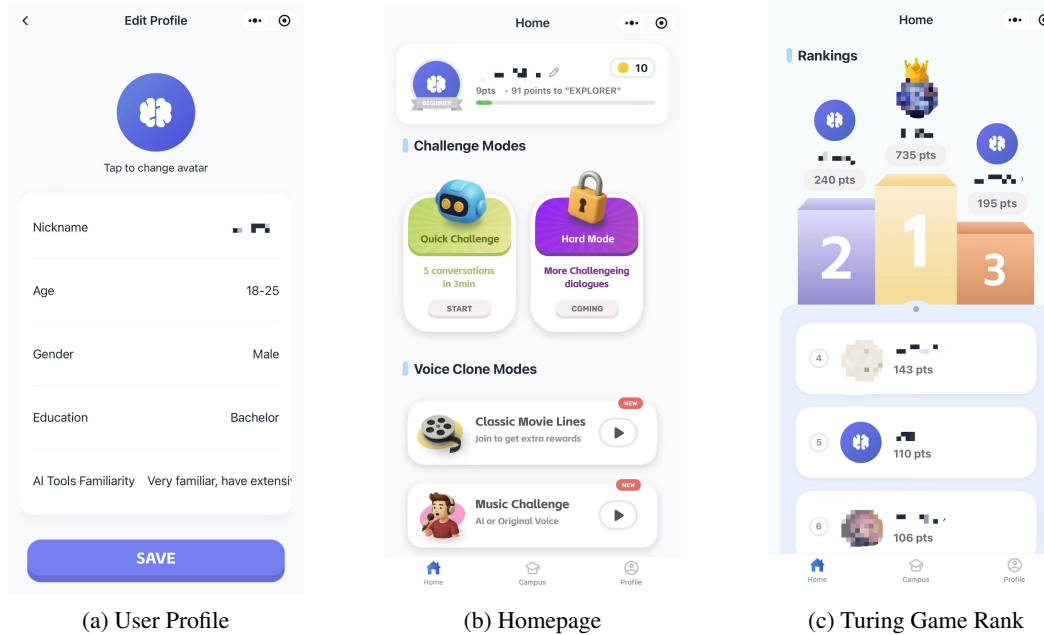 Edit Profile
Tap to change avatar
Nickname
Age 18-25
Gender Male
Education Bachelor
AI Tools Familiarity Very familiar, have extensiv
SAVE
(a) User Profile
Home
10
9pts · 91 points to "EXPLORER"
BEGINNER
Challenge Modes
Quick Challenge
5 conversations
in 3min
START
Hard Mode
More Challengeing
dialogues
COMING
Voice Clone Modes
NEW
Classic Movie Lines
Join to get extra rewards
NEW
Music Challenge
AI or Original Voice
Home Campus Profile
(b) Homepage
Home
Rankings
735 pts
240 pts
195 pts
1
2
3
4
143 pts
5
110 pts
6
106 pts
Home Campus Profile
(c) Turing Game Rank